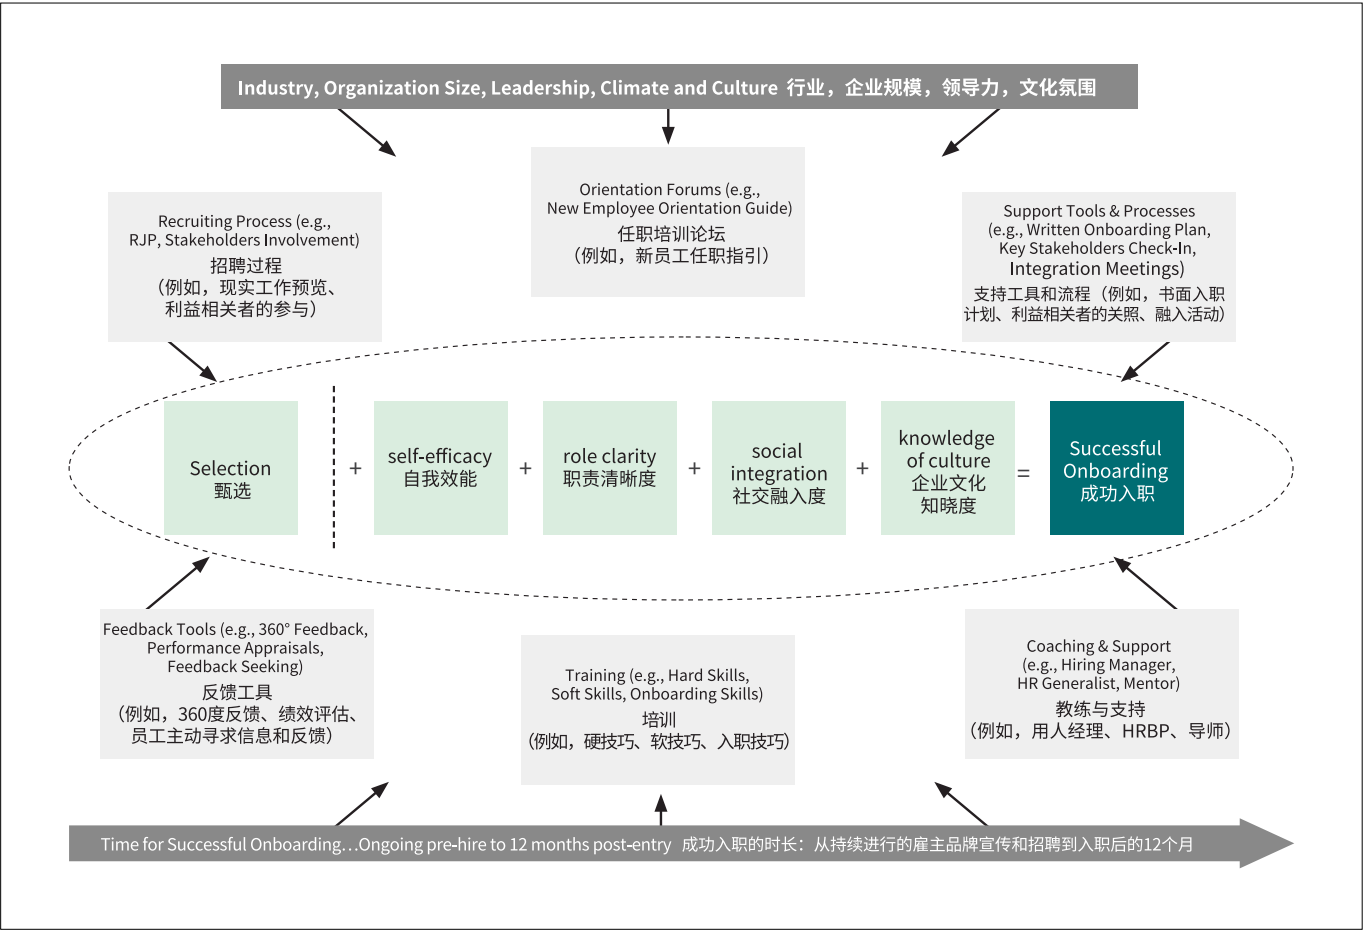 Industry, Organization Size, Leadership, Climate and Culture 行业，企业规模，领导力，文化氛围
Orientation Forums (e.g.,
New Employee Orientation Guide)
任职培训论坛
（例如，新员工任职指引）
Recruiting Process (e.g.,
RJP, Stakeholders Involvement)
招聘过程
（例如，现实工作预览、
利益相关者的参与）
Support Tools & Processes
(e.g., Written Onboarding Plan,
Key Stakeholders Check-In,
Integration Meetings)
支持工具和流程（例如，书面入职
计划、利益相关者的关照、融入活动）
Selection
甄选
+
self-efficacy
自我效能
+
role clarity
职责清晰度
+
social
integration
社交融入度
+
knowledge
of culture
企业文化
知晓度
=
Successful
Onboarding
成功入职
Feedback Tools (e.g., 360° Feedback,
Performance Appraisals,
Feedback Seeking)
反馈工具
（例如，360度反馈、绩效评估、
员工主动寻求信息和反馈）
Training (e.g., Hard Skills,
Soft Skills, Onboarding Skills)
培训
（例如，硬技巧、软技巧、入职技巧）
Coaching & Support
(e.g., Hiring Manager,
HR Generalist, Mentor)
教练与支持
（例如，用人经理、HRBP、导师）
Time for Successful Onboarding…Ongoing pre-hire to 12 months post-entry 成功入职的时长：从持续进行的雇主品牌宣传和招聘到入职后的12个月